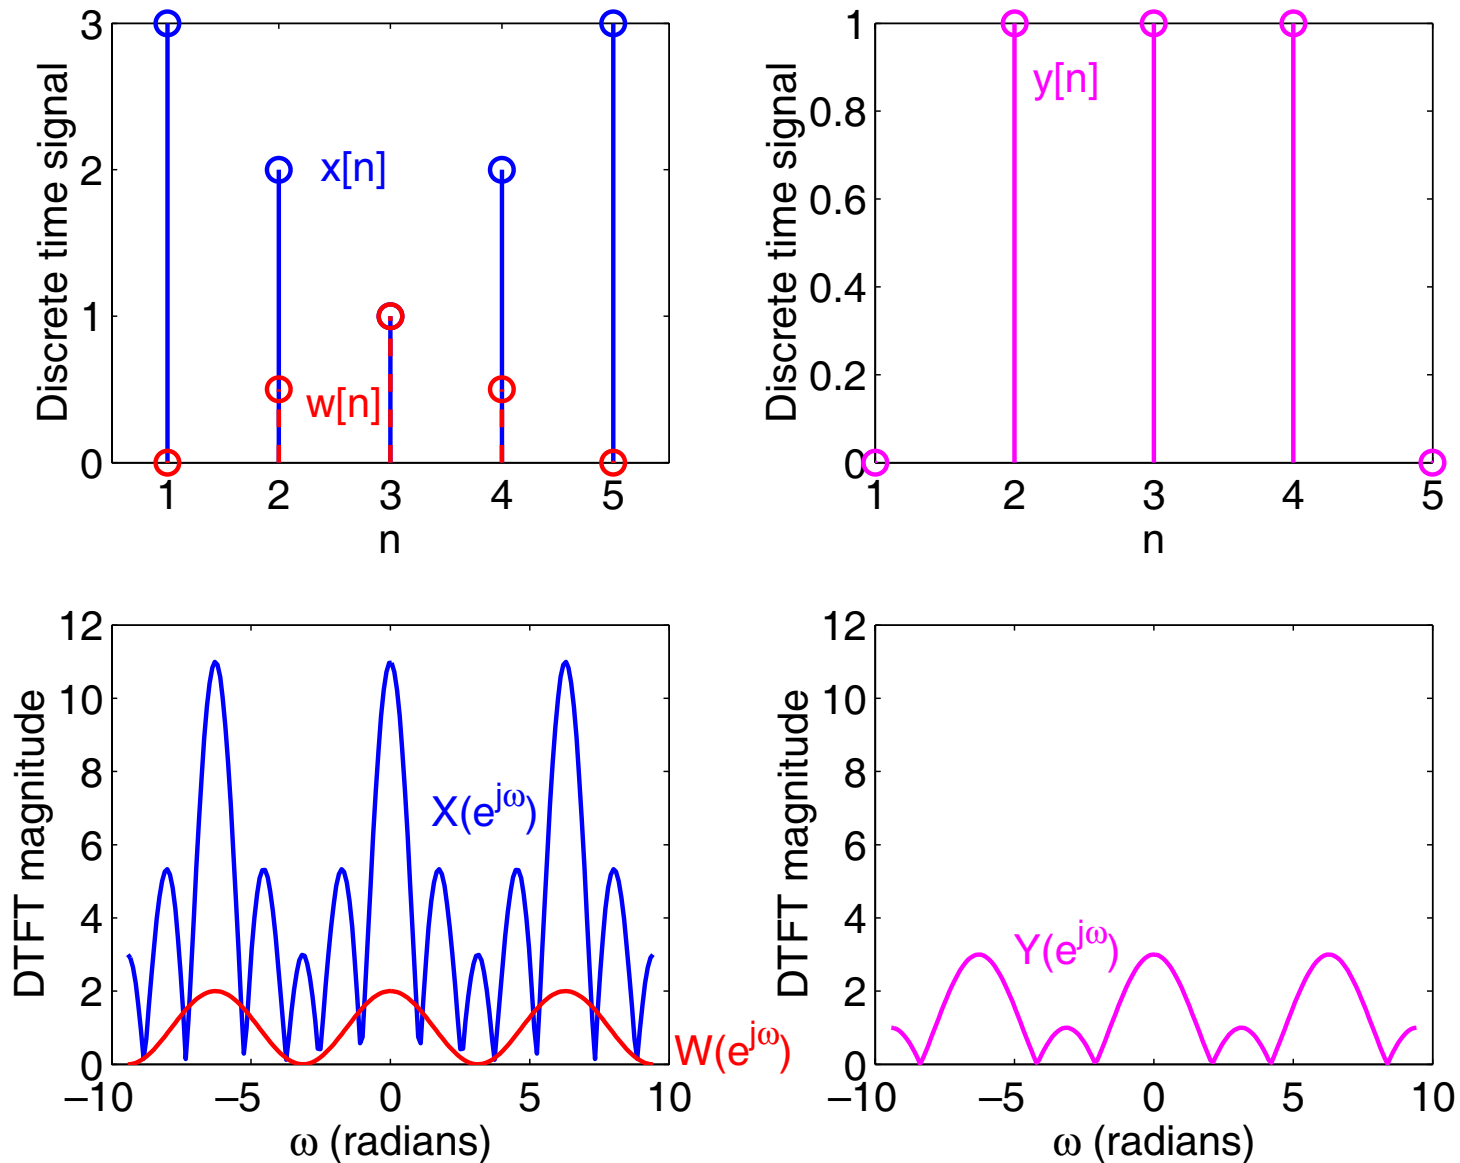 Discrete time signal
3
2
1
0
x[n]
w[n]
1 2 3 4 5
n
Discrete time signal
1
0.8
0.6
0.4
0.2
0
y[n]
1 2 3 4 5
n
DTFT magnitude
12
10
8
6
4
2
0
X(e^{jω})
W(e^{jω})
−10 −5 0 5 10
ω (radians)
DTFT magnitude
12
10
8
6
4
2
0
Y(e^{jω})
−10 −5 0 5 10
ω (radians)